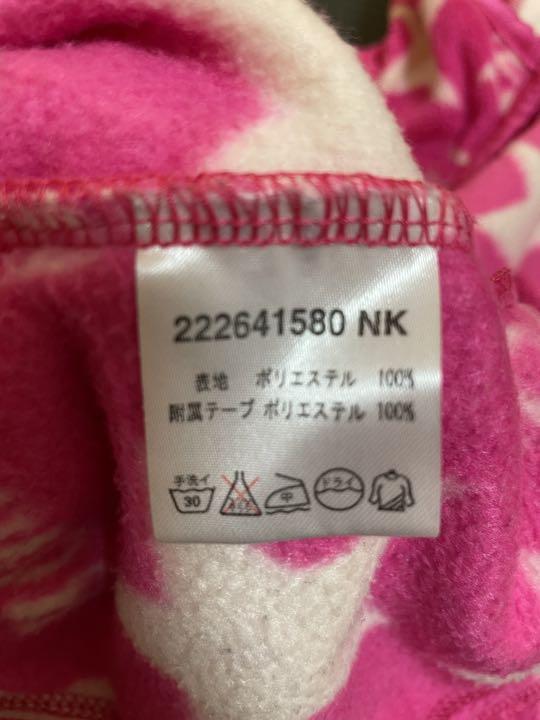 222641580 NK
表地 ポリエステル 100%
附属テープ ポリエステル 100%
手洗イ 中 ドライ
30